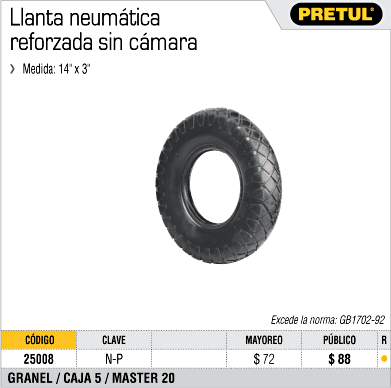 Llanta neumática
reforzada sin cámara
PRETUL®
❯ Medida: 14" x 3"
Excede la norma: GB1702-92
CÓDIGO CLAVE MAYOREO PÚBLICO R
25008 N-P $ 72 $ 88 ●
GRANEL / CAJA 5 / MASTER 20